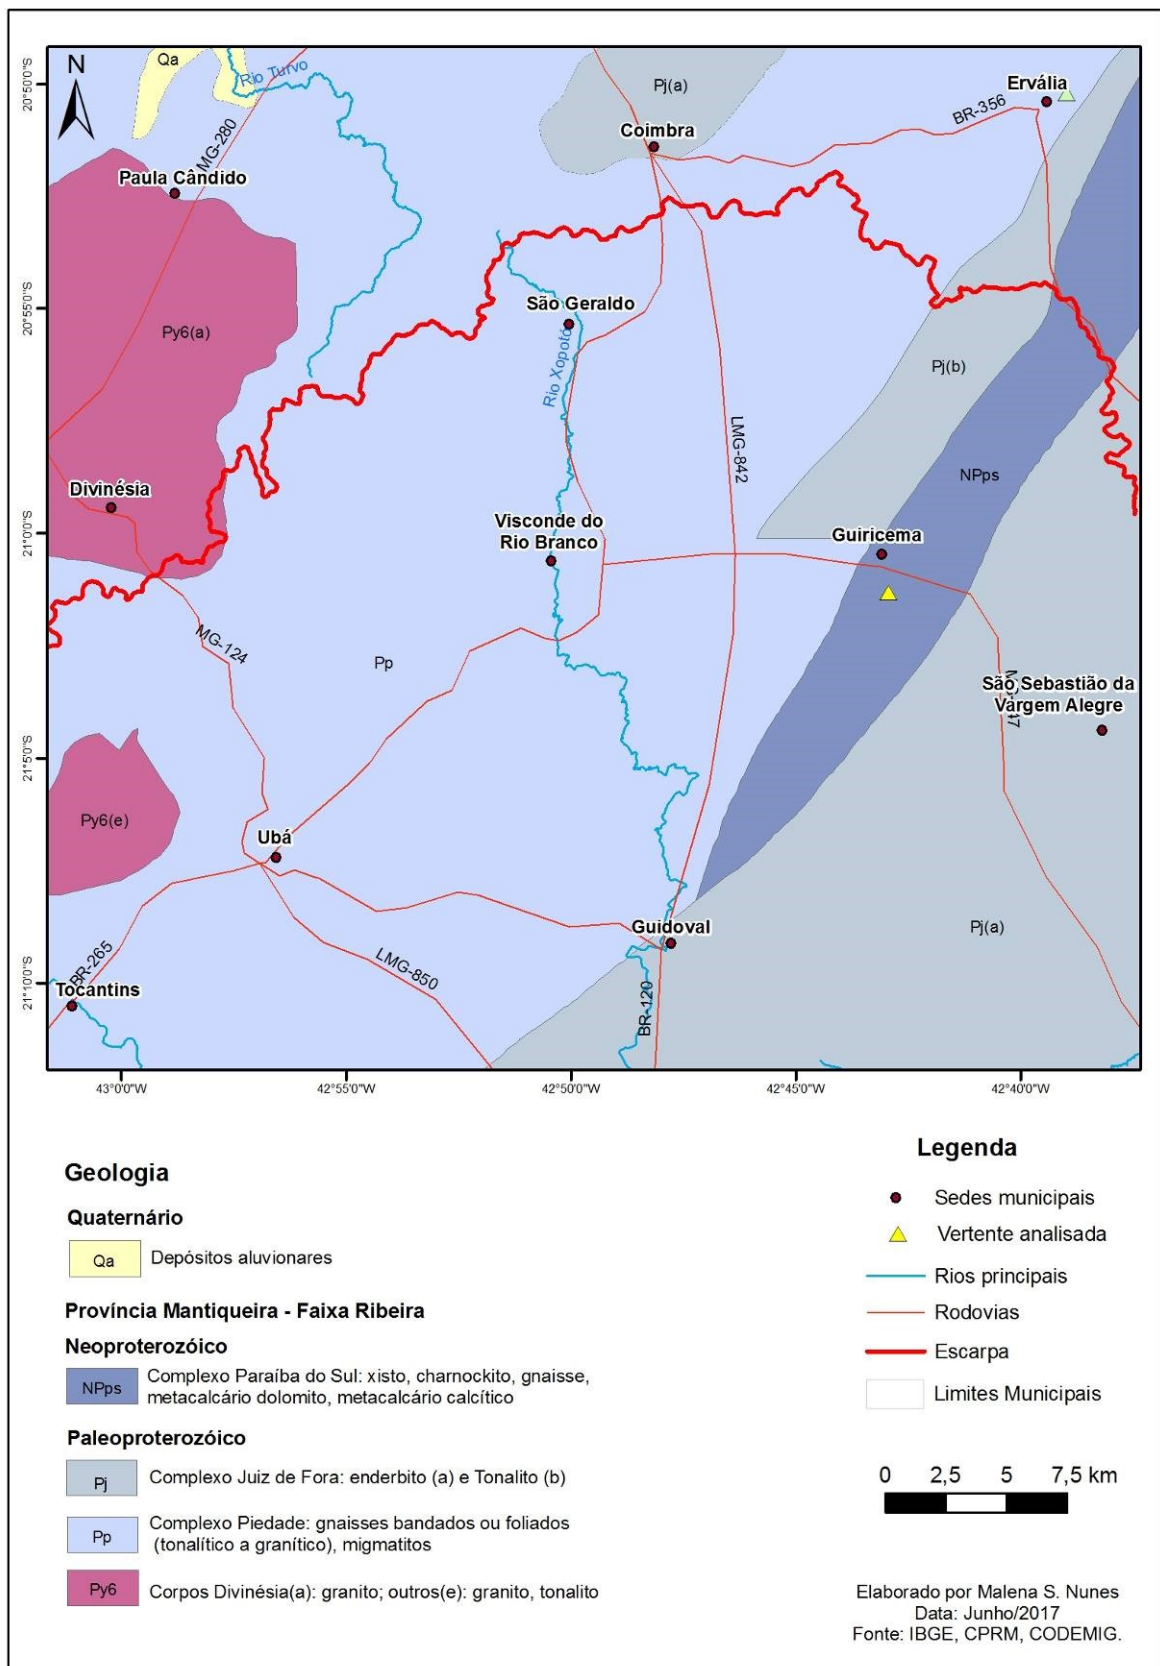 N
Qa
Rio Turvo
Pj(a)
Ervália
BR-356
Coimbra
MG-280
Paula Cândido
20°50'0"S
20°55'0"S
21°0'0"S
21°5'0"S
21°10'0"S
São Geraldo
Py6(a)
Rio Xopotó
Pj(b)
LMG-842
NPps
Divinésia
Visconde do
Rio Branco
Guiricema
MG-124
Pp
São Sebastião da
Vargem Alegre
Py6(e)
Ubá
Guidoval
Pj(a)
BR-265
LMG-850
BR-120
Tocantins
43°0'0"W
42°55'0"W
42°50'0"W
42°45'0"W
42°40'0"W
Geologia
Quaternário
Qa
Depósitos aluvionares
Província Mantiqueira - Faixa Ribeira
Neoproterozóico
NPps
Complexo Paraíba do Sul: xisto, charnockito, gnaisse,
metacalcário dolomito, metacalcário calcítico
Paleoproterozóico
Pj
Complexo Juiz de Fora: enderbito (a) e Tonalito (b)
Pp
Complexo Piedade: gnaisses bandados ou foliados
(tonalítico a granítico), migmatitos
Py6
Corpos Divinésia(a): granito; outros(e): granito, tonalito
Legenda
Sedes municipais
Vertente analisada
Rios principais
Rodovias
Escarpa
Limites Municipais
0 2,5 5 7,5 km
Elaborado por Malena S. Nunes
Data: Junho/2017
Fonte: IBGE, CPRM, CODEMIG.